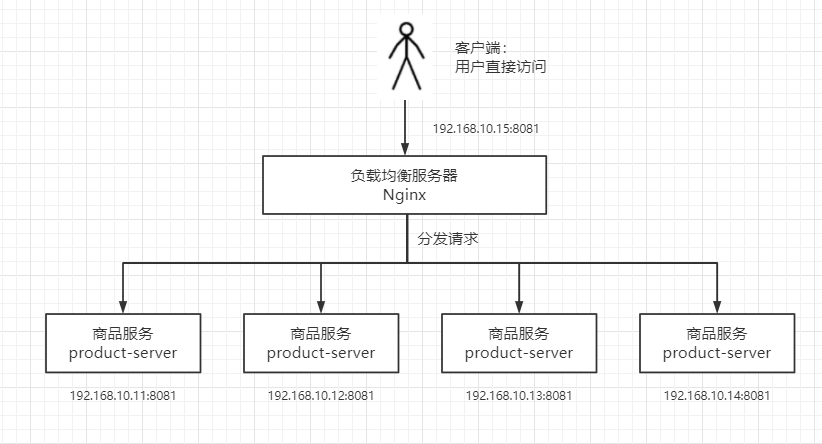 客户端：
用户直接访问
192.168.10.15:8081
负载均衡服务器
Nginx
分发请求
商品服务
product-server
商品服务
product-server
商品服务
product-server
商品服务
product-server
192.168.10.11:8081
192.168.10.12:8081
192.168.10.13:8081
192.168.10.14:8081